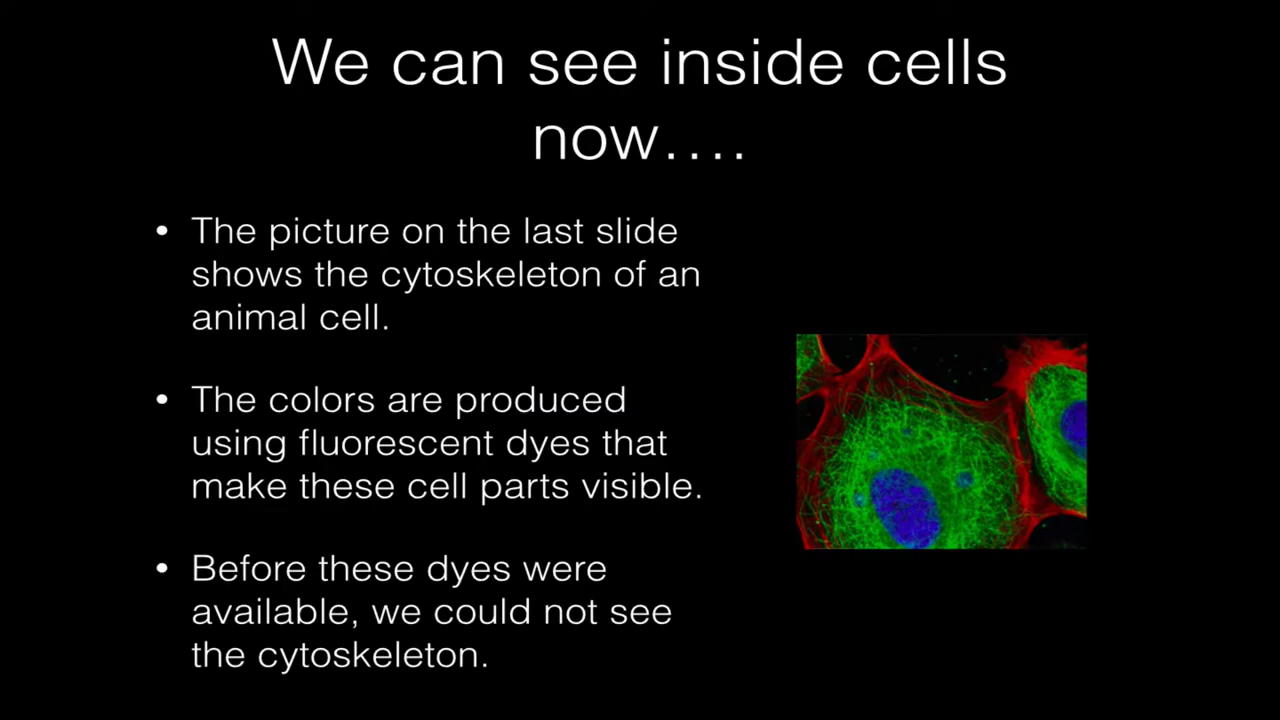 We can see inside cells
now....
• The picture on the last slide
shows the cytoskeleton of an
animal cell.
• The colors are produced
using fluorescent dyes that
make these cell parts visible.
• Before these dyes were
available, we could not see
the cytoskeleton.